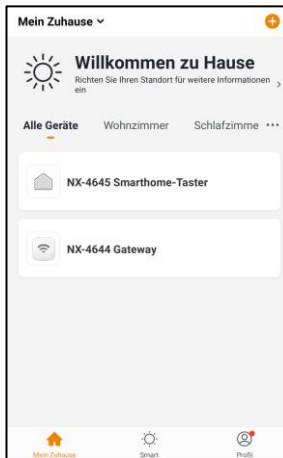 Mein Zuhause
Willkommen zu Hause
Richten Sie Ihren Standort für weitere Informationen
ein
Alle Geräte Wohnzimmer Schlafzimme
NX-4645 Smarthome-Taster
NX-4644 Gateway
Mein Zuhause Smart Profil